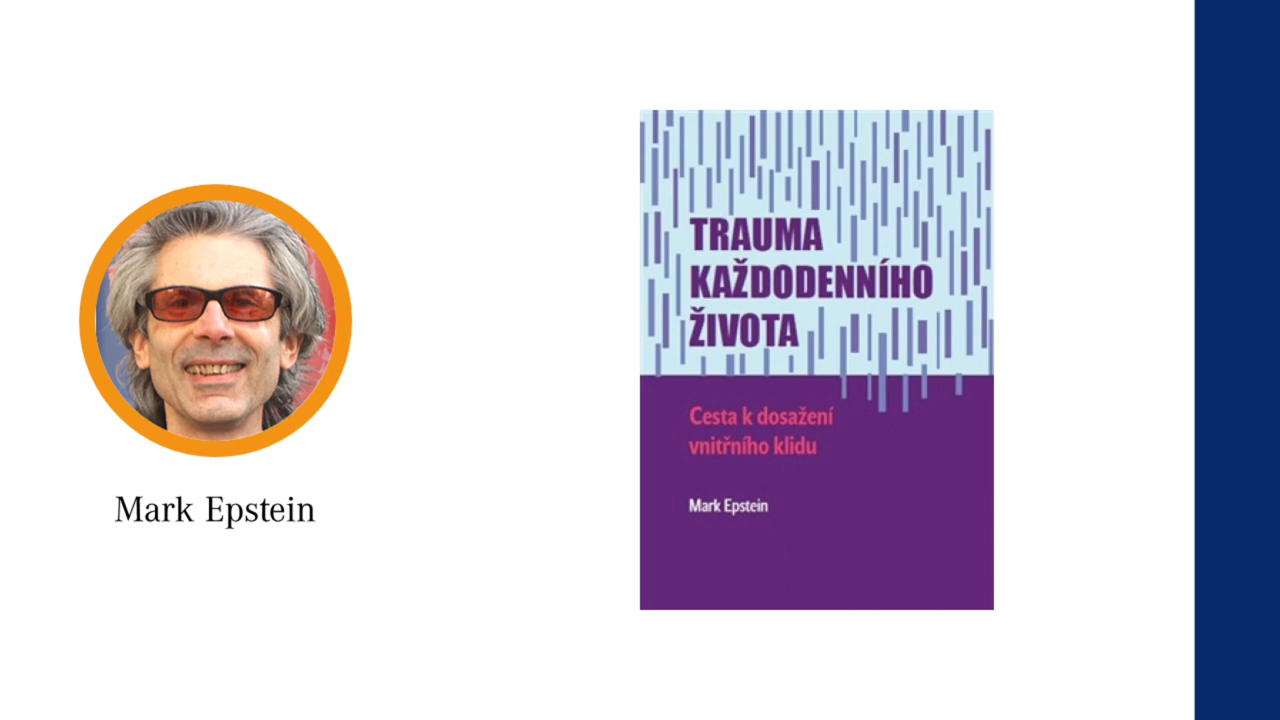 Mark Epstein
TRAUMA
KAŽDODENNÍHO
ŽIVOTA
Cesta k dosažení
vnitřního klidu
Mark Epstein